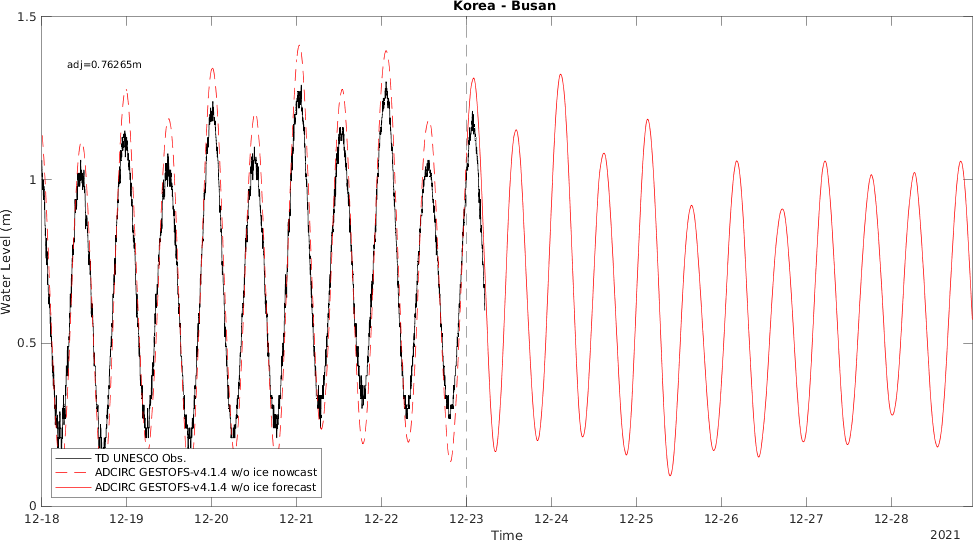 Korea - Busan
adj=0.76265m
Water Level (m)
1.5
1
0.5
0
TD UNESCO Obs.
ADCIRC GESTOFS-v4.1.4 w/o ice nowcast
ADCIRC GESTOFS-v4.1.4 w/o ice forecast
12-18 12-19 12-20 12-21 12-22 12-23 12-24 12-25 12-26 12-27 12-28
Time
2021